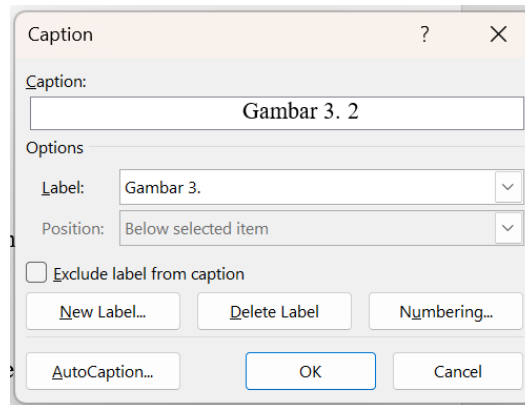 Caption ?
Caption:
Gambar 3. 2
Options
Label: Gambar 3.
Position: Below selected item
Exclude label from caption
New Label... Delete Label Numbering...
AutoCaption... OK Cancel